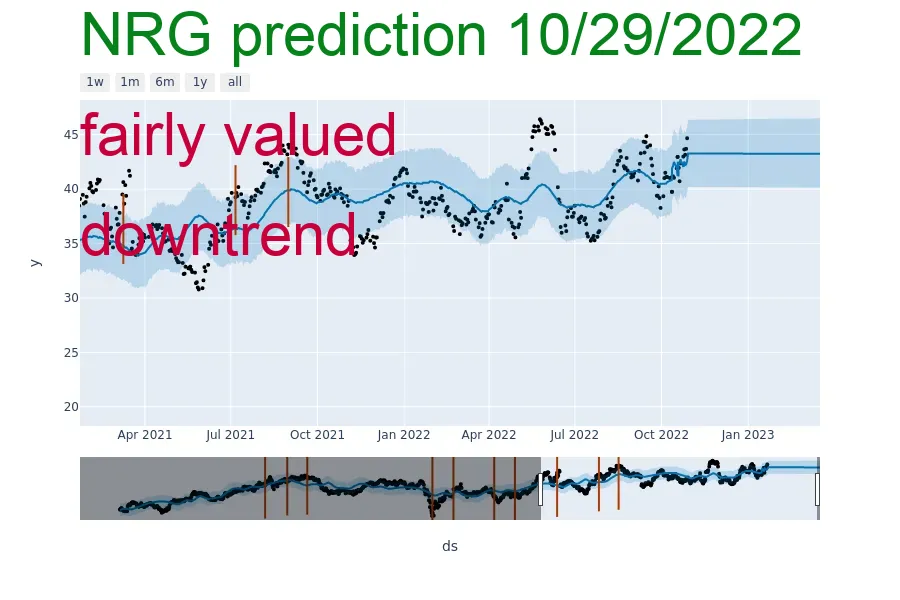 NRG prediction 10/29/2022
1w 1m 6m 1y all
fairly valued
downtrend
45
40
35
30
25
20
y
Apr 2021 Jul 2021 Oct 2021 Jan 2022 Apr 2022 Jul 2022 Oct 2022 Jan 2023
ds